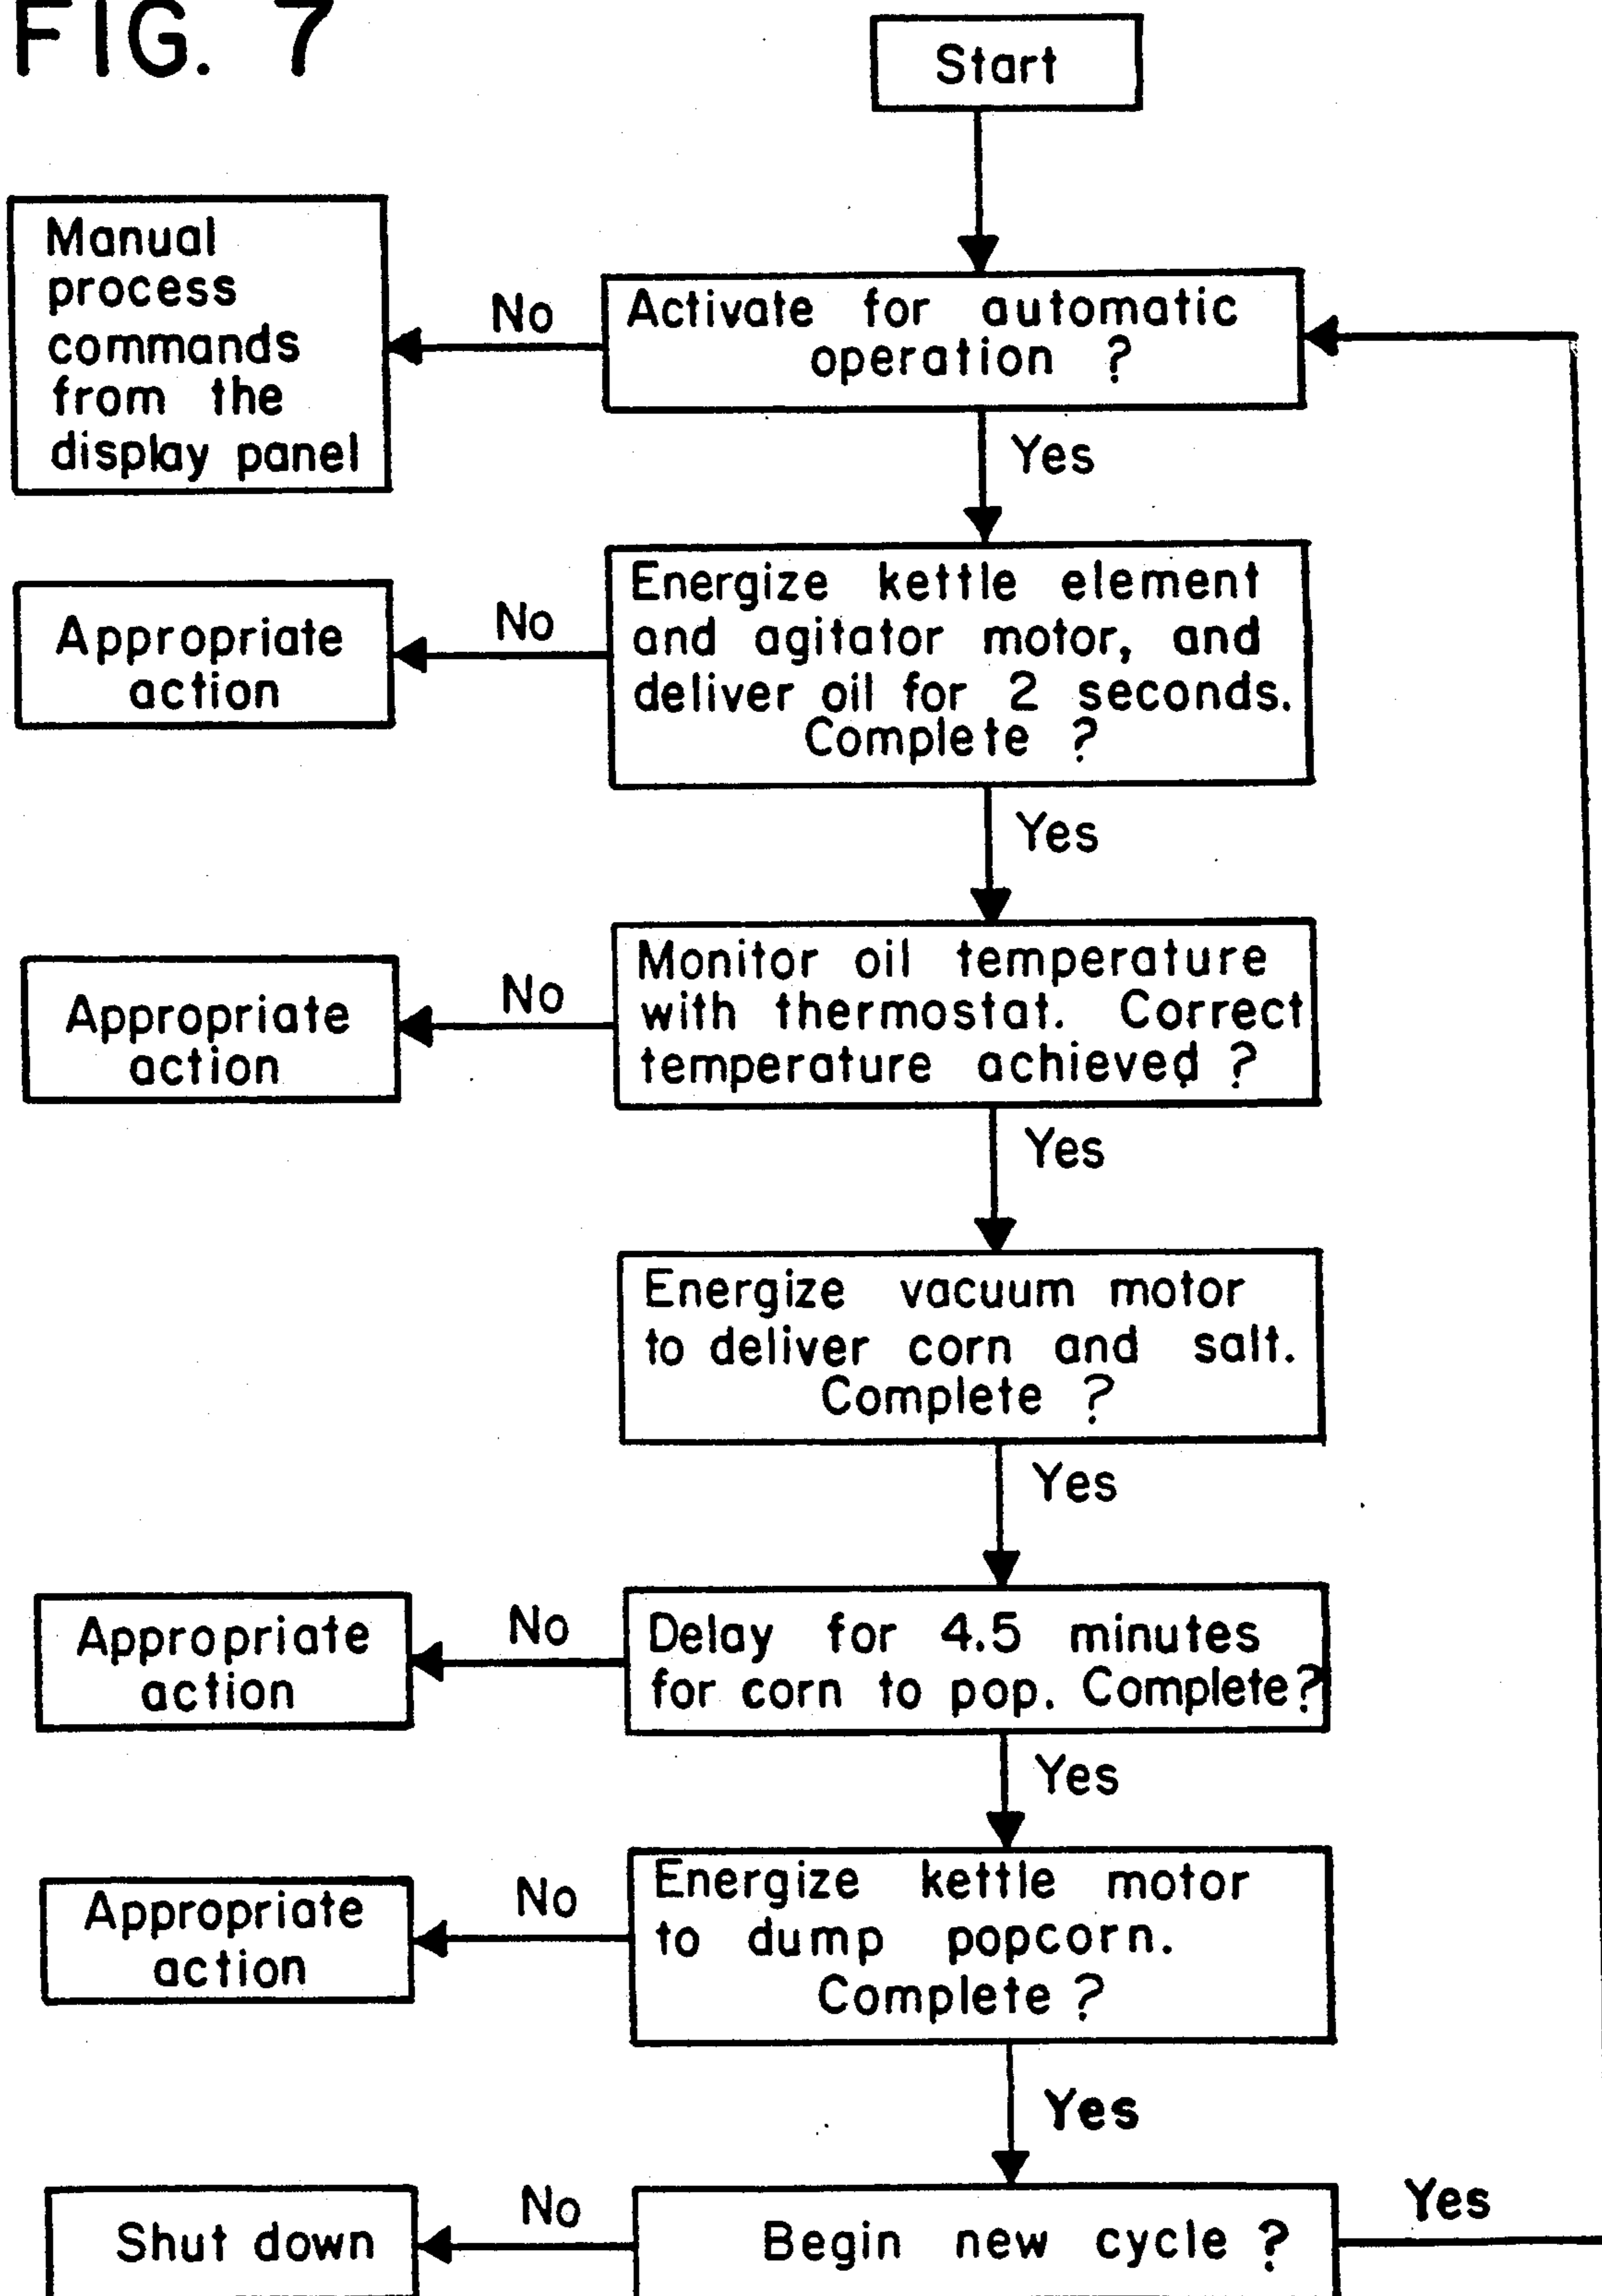 FIG. 7
Start
Manual
process
commands
from the
display panel
No
Activate for automatic
operation ?
Yes
Appropriate
action
No
Energize kettle element
and agitator motor, and
deliver oil for 2 seconds.
Complete ?
Yes
Appropriate
action
No
Monitor oil temperature
with thermostat. Correct
temperature achieved ?
Yes
Energize vacuum motor
to deliver corn and salt.
Complete ?
Yes
Appropriate
action
No
Delay for 4.5 minutes
for corn to pop. Complete?
Yes
Appropriate
action
No
Energize kettle motor
to dump popcorn.
Complete ?
Yes
Shut down
No
Begin new cycle ?
Yes